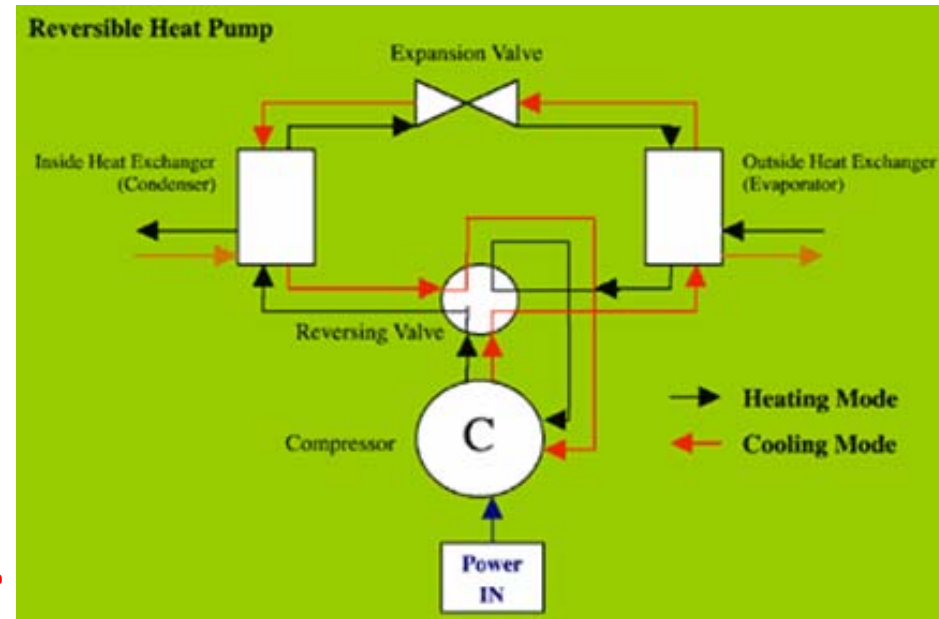 Reversible Heat Pump
Expansion Valve
Inside Heat Exchanger
(Condenser)
Outside Heat Exchanger
(Evaporator)
Reversing Valve
Heating Mode
Compressor
C
Cooling Mode
Power
IN